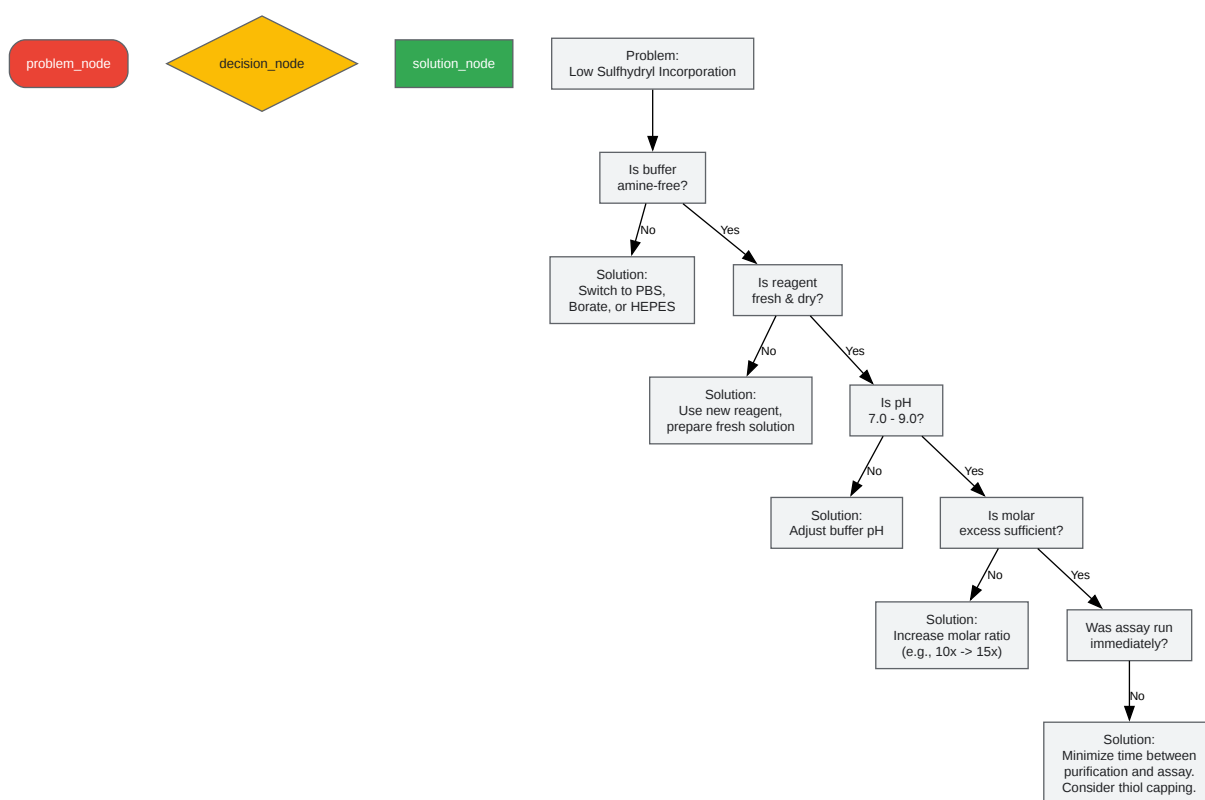 problem_node
decision_node
solution_node
Problem:
Low Sulfhydryl Incorporation
Is buffer
amine-free?
No
Yes
Solution:
Switch to PBS,
Borate, or HEPES
Is reagent
fresh & dry?
No
Yes
Solution:
Use new reagent,
prepare fresh solution
Is pH
7.0 - 9.0?
No
Yes
Solution:
Adjust buffer pH
Is molar
excess sufficient?
No
Yes
Solution:
Increase molar ratio
(e.g., 10x -> 15x)
Was assay run
immediately?
No
Solution:
Minimize time between
purification and assay.
Consider thiol capping.